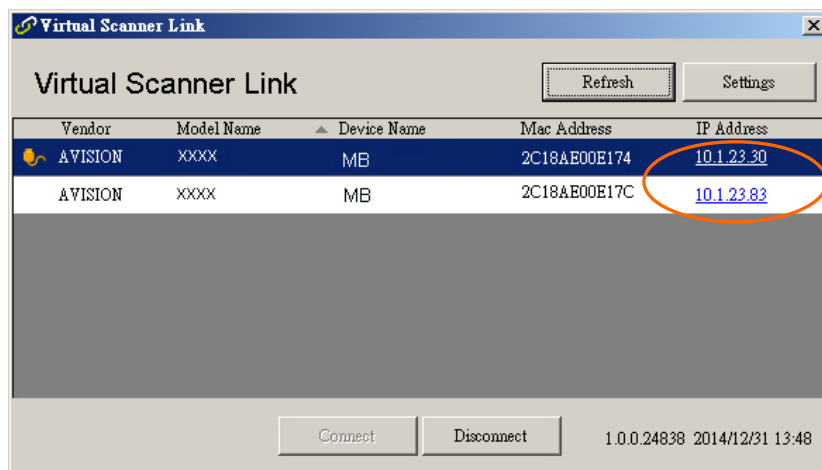 Virtual Scanner Link
Virtual Scanner Link Refresh Settings
Vendor Model Name Device Name Mac Address IP Address
AVISION XXXX MB 2C18AE00E174 10.1.23.30
AVISION XXXX MB 2C18AE00E17C 10.1.23.83
Connect Disconnect 1.0.0.24838 2014/12/31 13:48